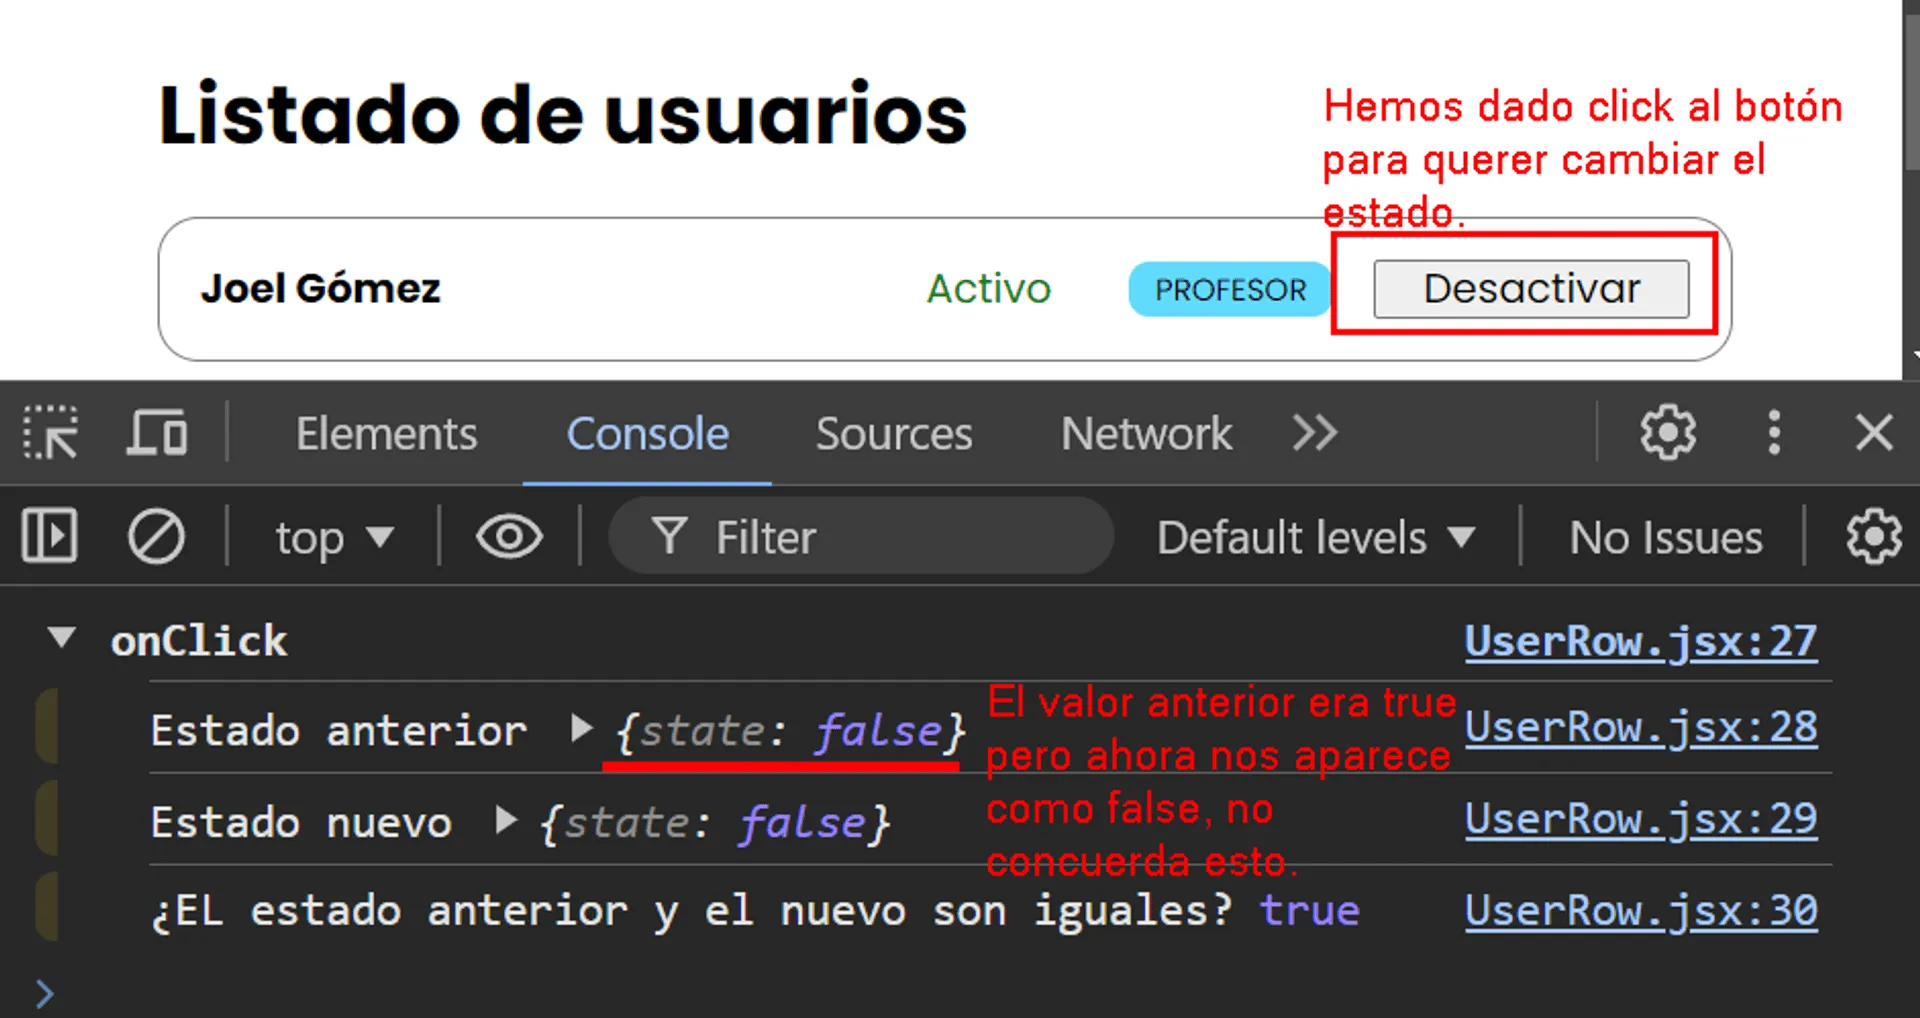 Listado de usuarios
Hemos dado click al botón
para querer cambiar el
estado.
Joel Gómez
Activo
PROFESOR
Desactivar
Elements
Console
Sources
Network
top
Filter
Default levels
No Issues
onClick
UserRow.jsx:27
Estado anterior {state: false}
UserRow.jsx:28
Estado nuevo {state: false}
UserRow.jsx:29
¿EL estado anterior y el nuevo son iguales? true
UserRow.jsx:30
El valor anterior era true
pero ahora nos aparece
como false, no
concuerda esto.